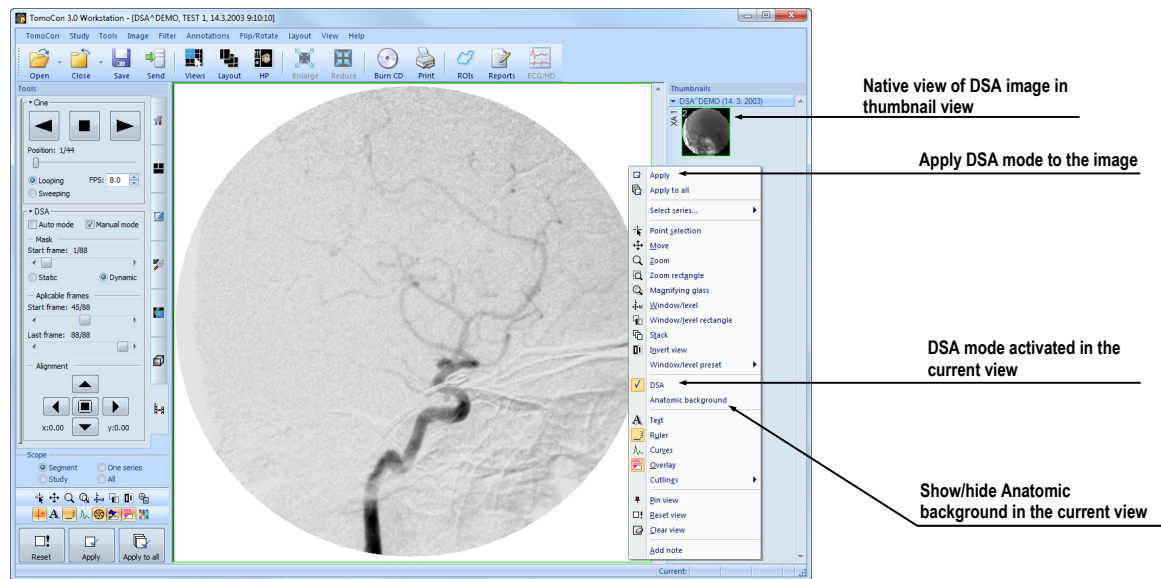 TomoCon 3.0 Workstation - [DSA^DEMO, TEST 1, 14.3.2003 9:10:10]
TomoCon Study Tools Image Filter Annotations Flip/Rotate Layout View Help
Open Close Save Send Views Layout HP Enlarge Reduce Burn CD Print ROIs Reports ECG/HD
Tools
Cine
Position: 1/44
Looping FPS: 8.0
Sweeping
DSA
Auto mode Manual mode
Mask
Start frame: 1/88
Static Dynamic
Aplicable frames
Start frame: 45/88
Last frame: 88/88
Alignment
x:0.00 y:0.00
Scope
Segment One series
Study All
Reset Apply Apply to all
Thumbnails
DSA^DEMO (14. 3. 2003)
XA 1
2
Apply
Apply to all
Select series...
Point selection
Move
Zoom
Zoom rectangle
Magnifying glass
Window/level
Window/level rectangle
Stack
Invert view
Window/level preset
DSA
Anatomic background
Text
Ruler
Curves
Overlay
Cutlings
Pin view
Reset view
Clear view
Add note
Current:
Native view of DSA image in
thumbnail view
Apply DSA mode to the image
DSA mode activated in the
current view
Show/hide Anatomic
background in the current view